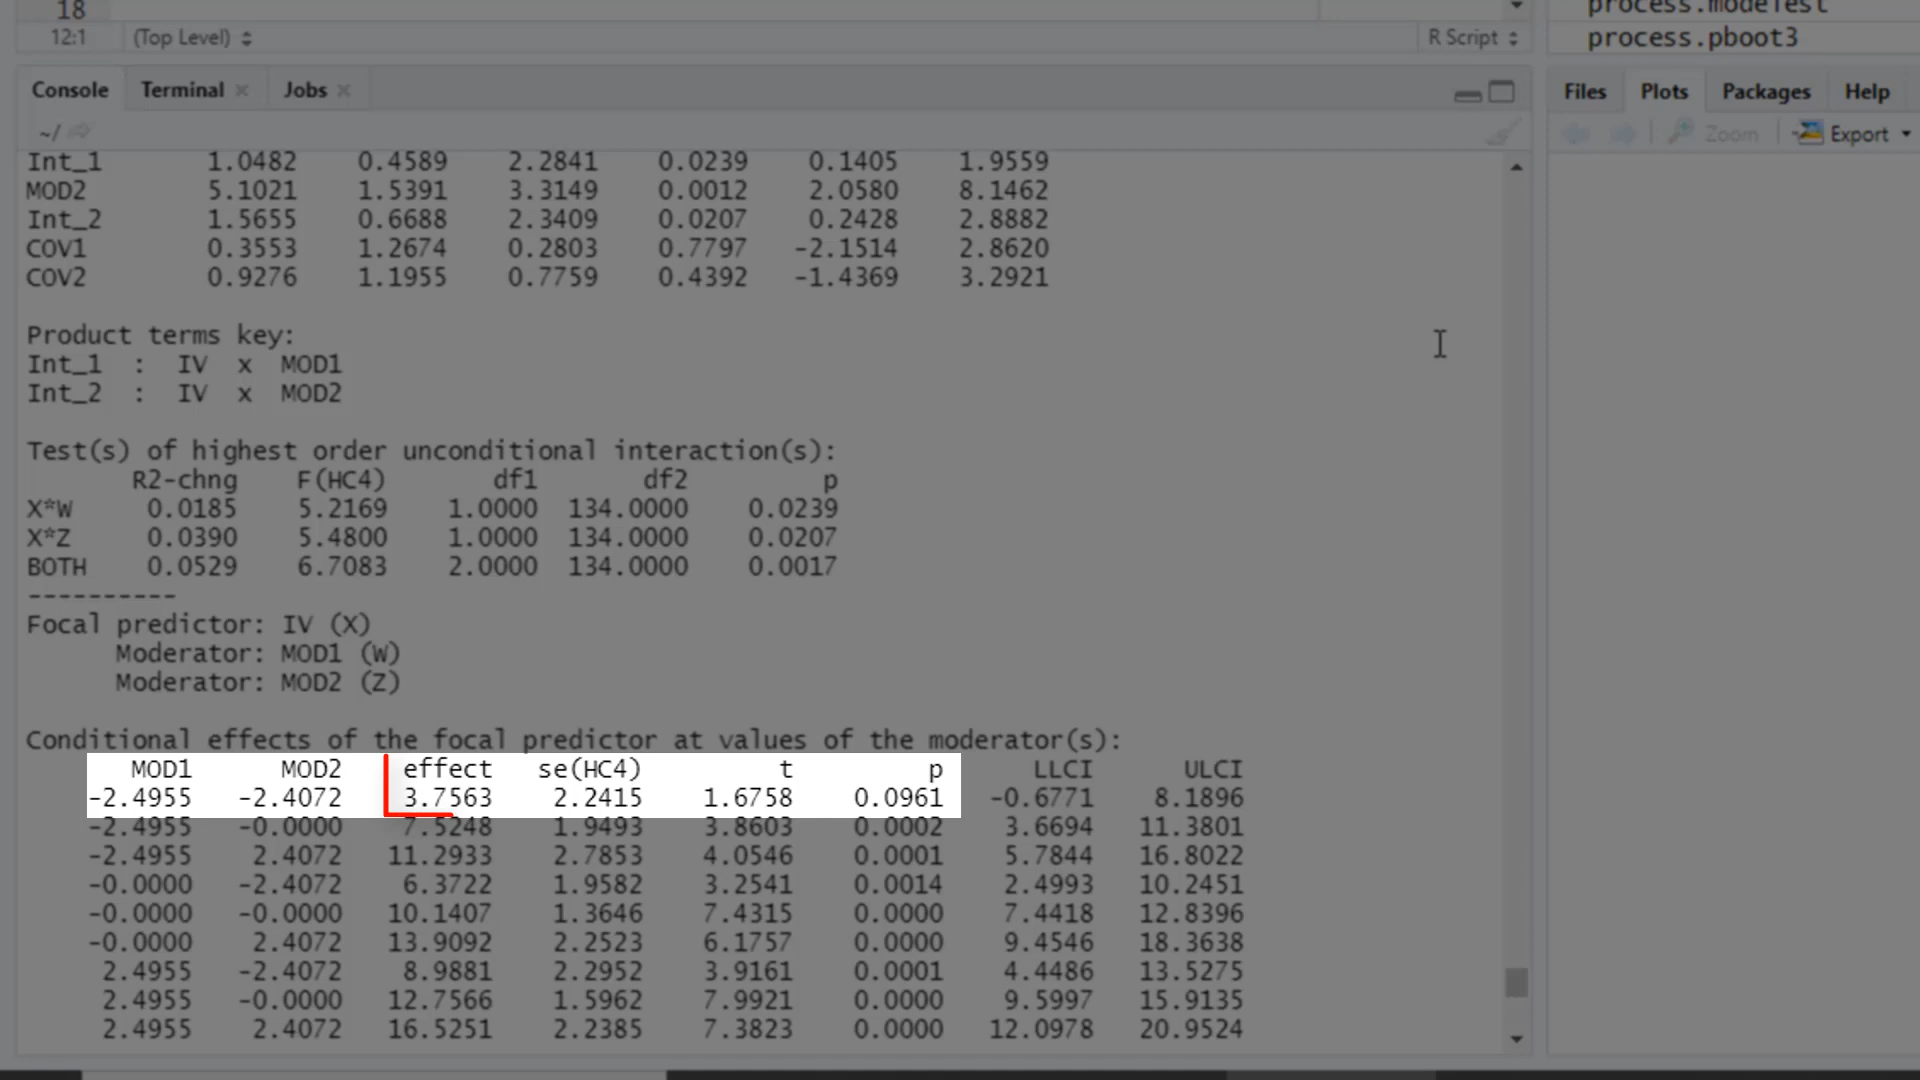 18
process.modeTest
12:1 (Top Level) R Script
process.pboot3
Console Terminal Jobs
Files Plots Packages Help
~/
Zoom Export
Int_1 1.0482 0.4589 2.2841 0.0239 0.1405 1.9559
MOD2 5.1021 1.5391 3.3149 0.0012 2.0580 8.1462
Int_2 1.5655 0.6688 2.3409 0.0207 0.2428 2.8882
COV1 0.3553 1.2674 0.2803 0.7797 -2.1514 2.8620
COV2 0.9276 1.1955 0.7759 0.4392 -1.4369 3.2921
Product terms key:
Int_1 : IV x MOD1
Int_2 : IV x MOD2
Test(s) of highest order unconditional interaction(s):
R2-chng F(HC4) df1 df2 p
X*W 0.0185 5.2169 1.0000 134.0000 0.0239
X*Z 0.0390 5.4800 1.0000 134.0000 0.0207
BOTH 0.0529 6.7083 2.0000 134.0000 0.0017
----------
Focal predictor: IV (X)
Moderator: MOD1 (W)
Moderator: MOD2 (Z)
Conditional effects of the focal predictor at values of the moderator(s):
MOD1 MOD2 effect se(HC4) t p LLCI ULCI
-2.4955 -2.4072 3.7563 2.2415 1.6758 0.0961 -0.6771 8.1896
-2.4955 -0.0000 7.5248 1.9493 3.8603 0.0002 3.6694 11.3801
-2.4955 2.4072 11.2933 2.7853 4.0546 0.0001 5.7844 16.8022
-0.0000 -2.4072 6.3722 1.9582 3.2541 0.0014 2.4993 10.2451
-0.0000 -0.0000 10.1407 1.3646 7.4315 0.0000 7.4418 12.8396
-0.0000 2.4072 13.9092 2.2523 6.1757 0.0000 9.4546 18.3638
2.4955 -2.4072 8.9881 2.2952 3.9161 0.0001 4.4486 13.5275
2.4955 -0.0000 12.7566 1.5962 7.9921 0.0000 9.5997 15.9135
2.4955 2.4072 16.5251 2.2385 7.3823 0.0000 12.0978 20.9524